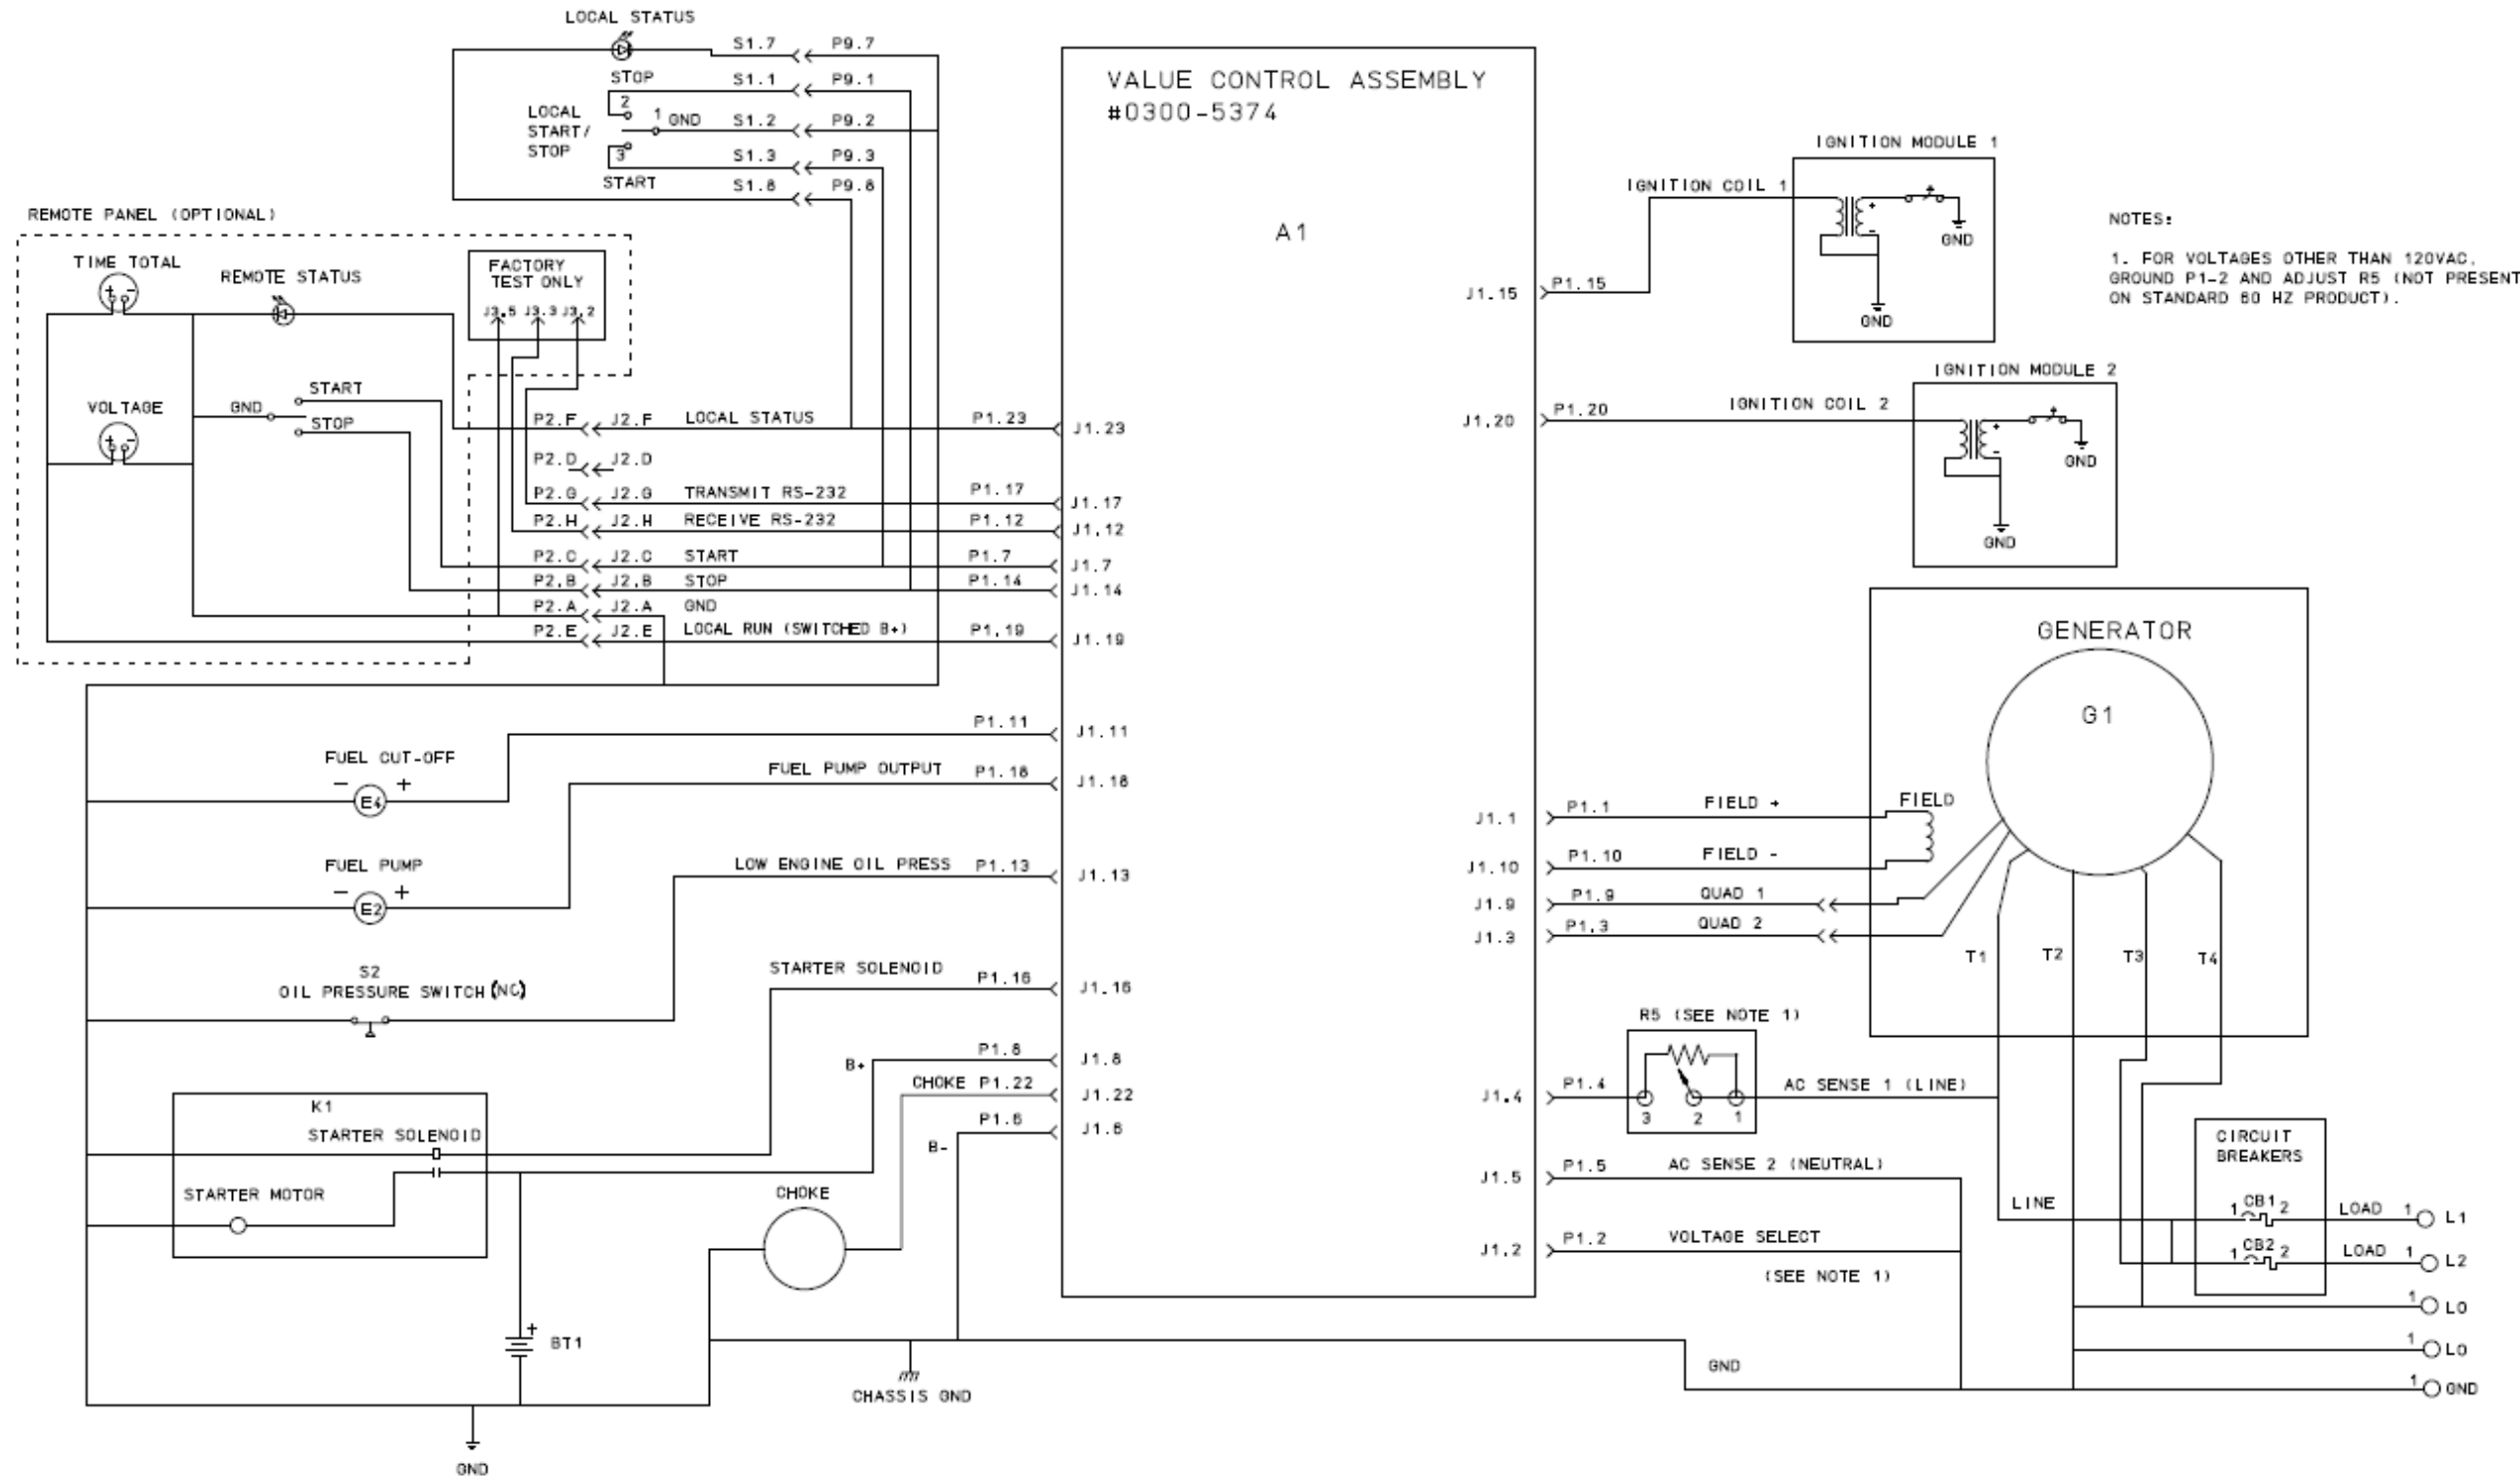 LOCAL STATUS
S1.7 P9.7
STOP S1.1 P9.1
LOCAL START/ STOP
2
1 GND S1.2 P9.2
3
S1.3 P9.3
START S1.8 P9.8
REMOTE PANEL (OPTIONAL)
TIME TOTAL
+ -
REMOTE STATUS
FACTORY
TEST ONLY
J3.5 J3.3 J3.2
VOLTAGE
+ -
GND
START
STOP
P2.F J2.F LOCAL STATUS P1.23 J1.23
P2.D J2.D
P2.G J2.G TRANSMIT RS-232 P1.17 J1.17
P2.H J2.H RECEIVE RS-232 P1.12 J1.12
P2.C J2.C START P1.7 J1.7
P2.B J2.B STOP P1.14 J1.14
P2.A J2.A GND
P2.E J2.E LOCAL RUN (SWITCHED B+) P1.19 J1.19
P1.11 J1.11
FUEL CUT-OFF
- +
E4
FUEL PUMP OUTPUT P1.18 J1.18
FUEL PUMP
- +
E2
LOW ENGINE OIL PRESS P1.13 J1.13
S2
OIL PRESSURE SWITCH (NC)
STARTER SOLENOID P1.16 J1.16
B+ P1.8 J1.8
CHOKE P1.22 J1.22
B- P1.6 J1.6
K1
STARTER SOLENOID
STARTER MOTOR
CHOKE
+
BT1
CHASSIS GND
GND
VALUE CONTROL ASSEMBLY
#0300-5374
A1
IGNITION MODULE 1
IGNITION COIL 1
+
-
GND
GND
J1.15 P1.15
NOTES:
1. FOR VOLTAGES OTHER THAN 120VAC,
GROUND P1-2 AND ADJUST R5 (NOT PRESENT
ON STANDARD 60 HZ PRODUCT).
IGNITION MODULE 2
J1.20 P1.20 IGNITION COIL 2
+
-
GND
GND
GENERATOR
G1
J1.1 P1.1 FIELD + FIELD
J1.10 P1.10 FIELD -
J1.9 P1.9 QUAD 1
J1.3 P1.3 QUAD 2
T1 T2 T3 T4
R5 (SEE NOTE 1)
J1.4 P1.4 3 2 1 AC SENSE 1 (LINE)
J1.5 P1.5 AC SENSE 2 (NEUTRAL)
J1.2 P1.2 VOLTAGE SELECT
(SEE NOTE 1)
CIRCUIT
BREAKERS
LINE 1 CB1 2 LOAD 1 L1
1 CB2 2 LOAD 1 L2
1 L0
1 L0
GND 1 GND